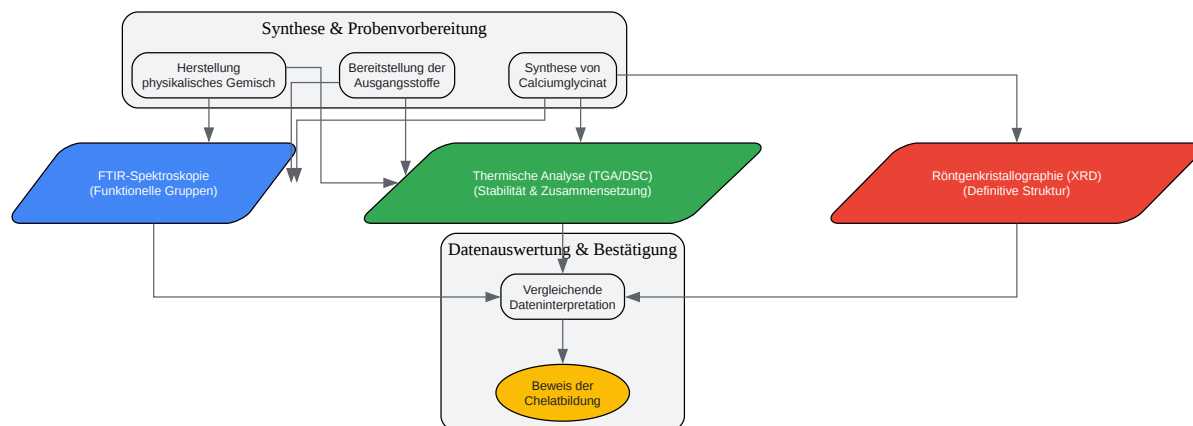 Synthese & Probenvorbereitung
Herstellung
physikalisches Gemisch
Bereitstellung der
Ausgangsstoffe
Synthese von
Calciumglycinat
FTIR-Spektroskopie
(Funktionelle Gruppen)
Thermische Analyse (TGA/DSC)
(Stabilität & Zusammensetzung)
Röntgenkristallographie (XRD)
(Definitive Struktur)
Datenauswertung & Bestätigung
Vergleichende
Dateninterpretation
Beweis der
Chelatbildung